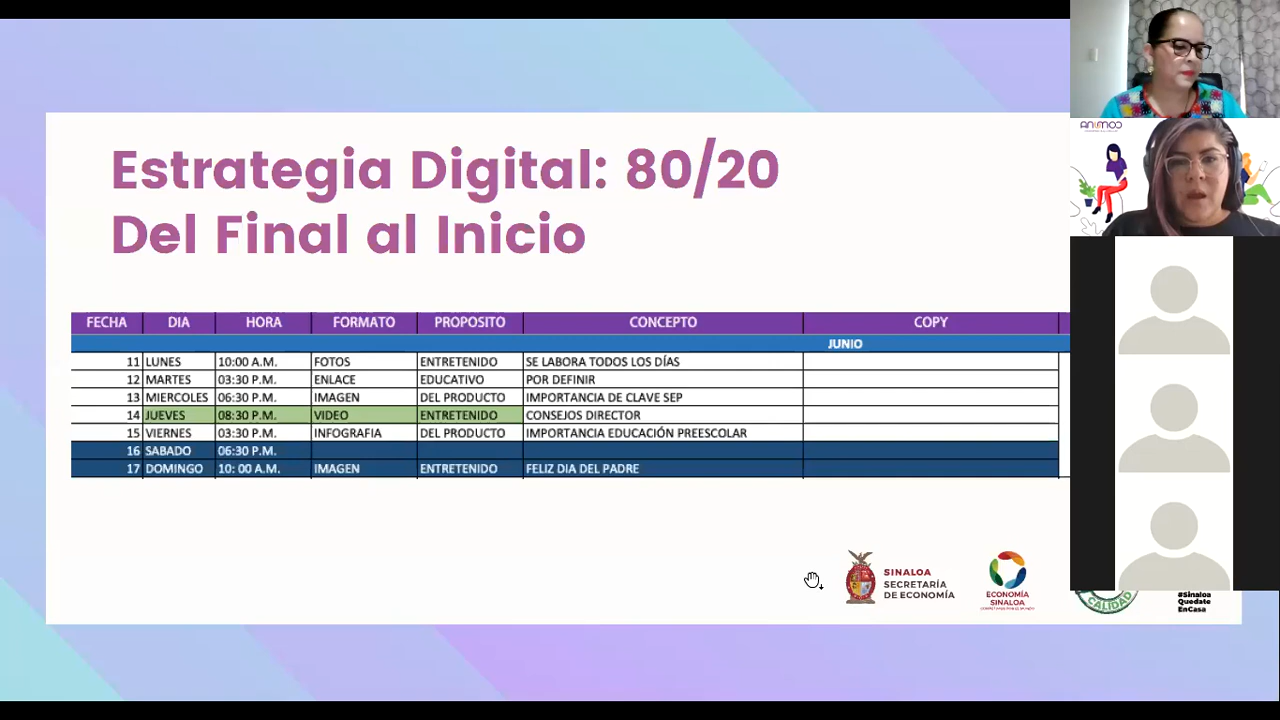 Estrategia Digital: 80/20
Del Final al Inicio
FECHA DIA HORA FORMATO PROPOSITO CONCEPTO COPY
JUNIO
11 LUNES 10:00 A.M. FOTOS ENTRETENIDO SE LABORA TODOS LOS DÍAS
12 MARTES 03:30 P.M. ENLACE EDUCATIVO POR DEFINIR
13 MIERCOLES 06:30 P.M. IMAGEN DEL PRODUCTO IMPORTANCIA DE CLAVE SEP
14 JUEVES 08:30 P.M. VIDEO ENTRETENIDO CONSEJOS DIRECTOR
15 VIERNES 03:30 P.M. INFOGRAFIA DEL PRODUCTO IMPORTANCIA EDUCACIÓN PREESCOLAR
16 SABADO 06:30 P.M.
17 DOMINGO 10: 00 A.M. IMAGEN ENTRETENIDO FELIZ DIA DEL PADRE
SINALOA
SECRETARÍA
DE ECONOMÍA
ECONOMÍA
SINALOA
CALIDAD
#Sinaloa
Quedate
EnCasa